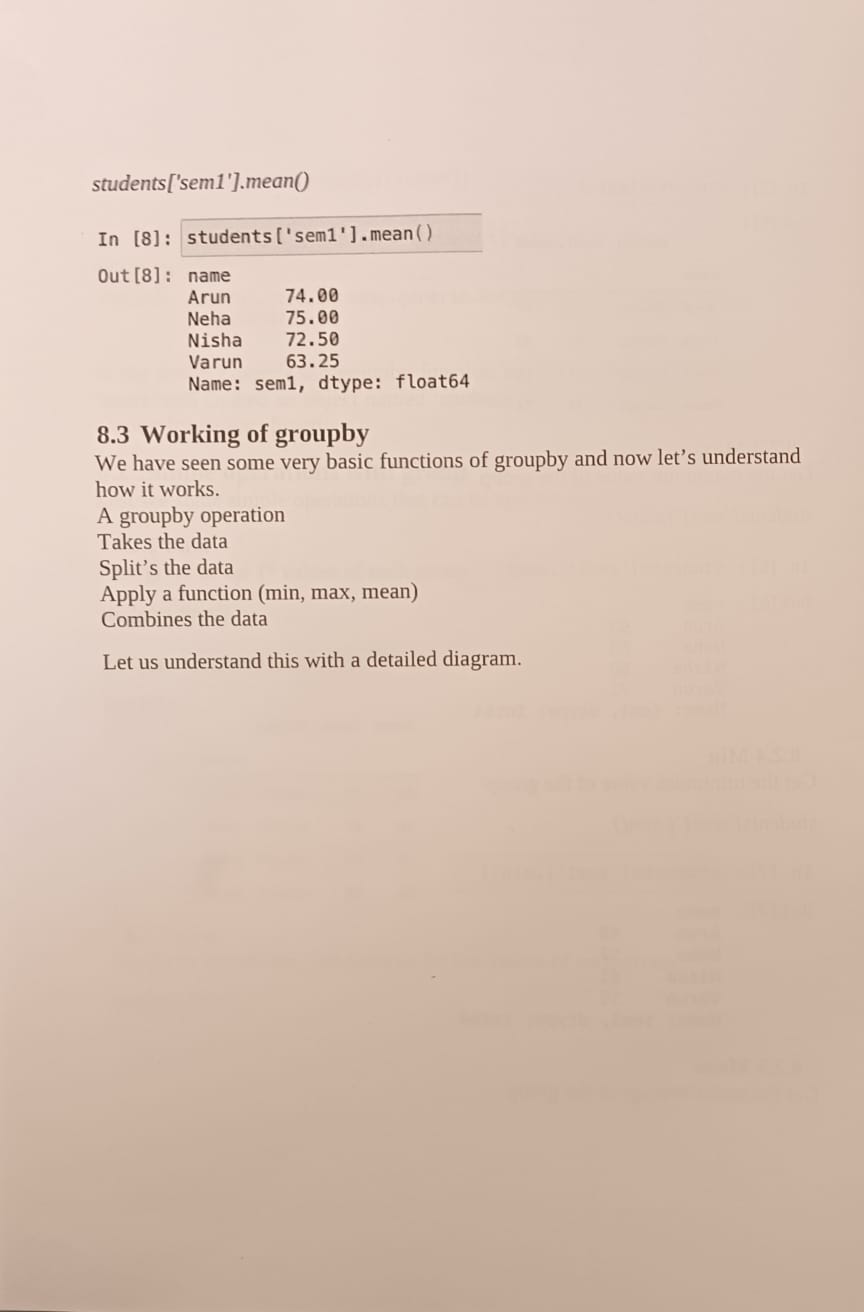 students['sem1'].mean()
In [8]: students['sem1'].mean()
Out[8]: name
Arun 74.00
Neha 75.00
Nisha 72.50
Varun 63.25
Name: sem1, dtype: float64
8.3 Working of groupby
We have seen some very basic functions of groupby and now let’s understand
how it works.
A groupby operation
Takes the data
Split’s the data
Apply a function (min, max, mean)
Combines the data
Let us understand this with a detailed diagram.